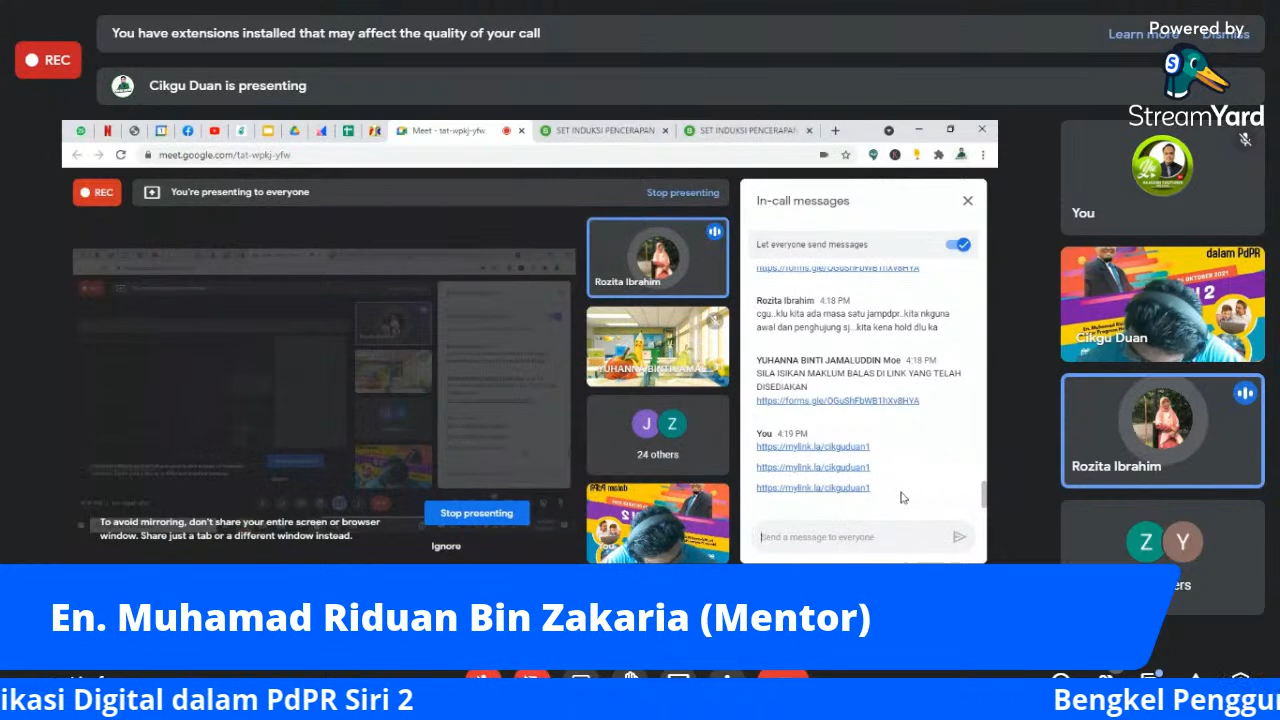 You have extensions installed that may affect the quality of your call
Learn more
Dismiss
Powered by
StreamYard
REC
Cikgu Duan is presenting
Meet - tat-wpkj-yfw
SET INDUKSI PENCERAPAN
SET INDUKSI PENCERAPAN
meet.google.com/tat-wpkj-yfw
REC
You're presenting to everyone
Stop presenting
In-call messages
Let everyone send messages
Rozita Ibrahim 4:18 PM
cgu..klu kita ada masa satu jampdpr..kita nkguna
awal dan penghujung sj...kita kena hold dlu ka
YUHANNA BINTI JAMALUDDIN Moe 4:18 PM
SILA ISIKAN MAKLUM BALAS DI LINK YANG TELAH
DISEDIAKAN
You 4:19 PM
https://mylink.la/cikguduan1
https://mylink.la/cikguduan1
https://mylink.la/cikguduan1
Send a message to everyone
Rozita Ibrahim
J Z
24 others
To avoid mirroring, don't share your entire screen or browser
window. Share just a tab or a different window instead.
Stop presenting
Ignore
You
dalam PdPR
OKTOBER 2021
Cikgu Duan
Rozita Ibrahim
Z Y
En. Muhamad Riduan Bin Zakaria (Mentor)
ikasi Digital dalam PdPR Siri 2
Bengkel Penggu